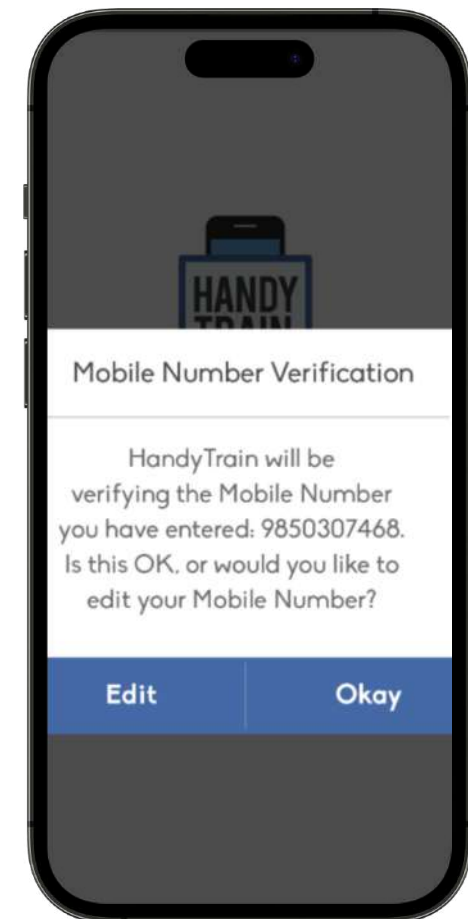 HANDY
TRAIN
Mobile Number Verification
HandyTrain will be
verifying the Mobile Number
you have entered: 9850307468.
Is this OK, or would you like to
edit your Mobile Number?
Edit
Okay